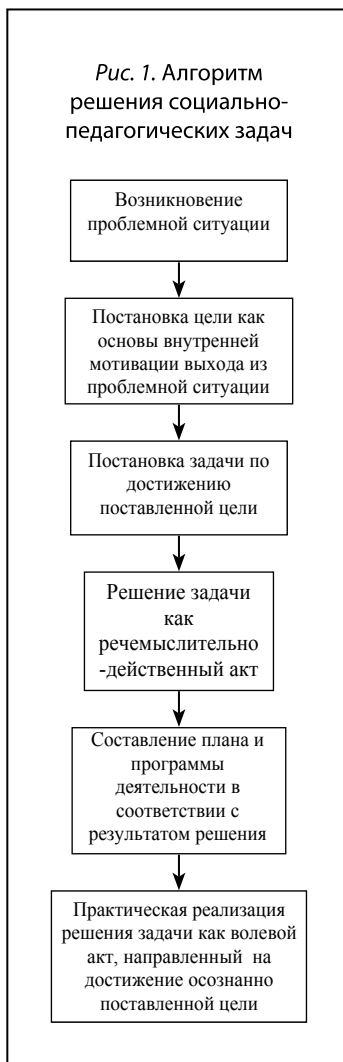 Рис. 1. Алгоритм
решения социально-
педагогических задач
Возникновение
проблемной ситуации
Постановка цели как
основы внутренней
мотивации выхода из
проблемной ситуации
Постановка задачи по
достижению
поставленной цели
Решение задачи
как
речемыслительно
-действенный акт
Составление плана и
программы
деятельности в
соответствии с
результатом решения
Практическая реализация
решения задачи как волевой
акт, направленный на
достижение осознанно
поставленной цели